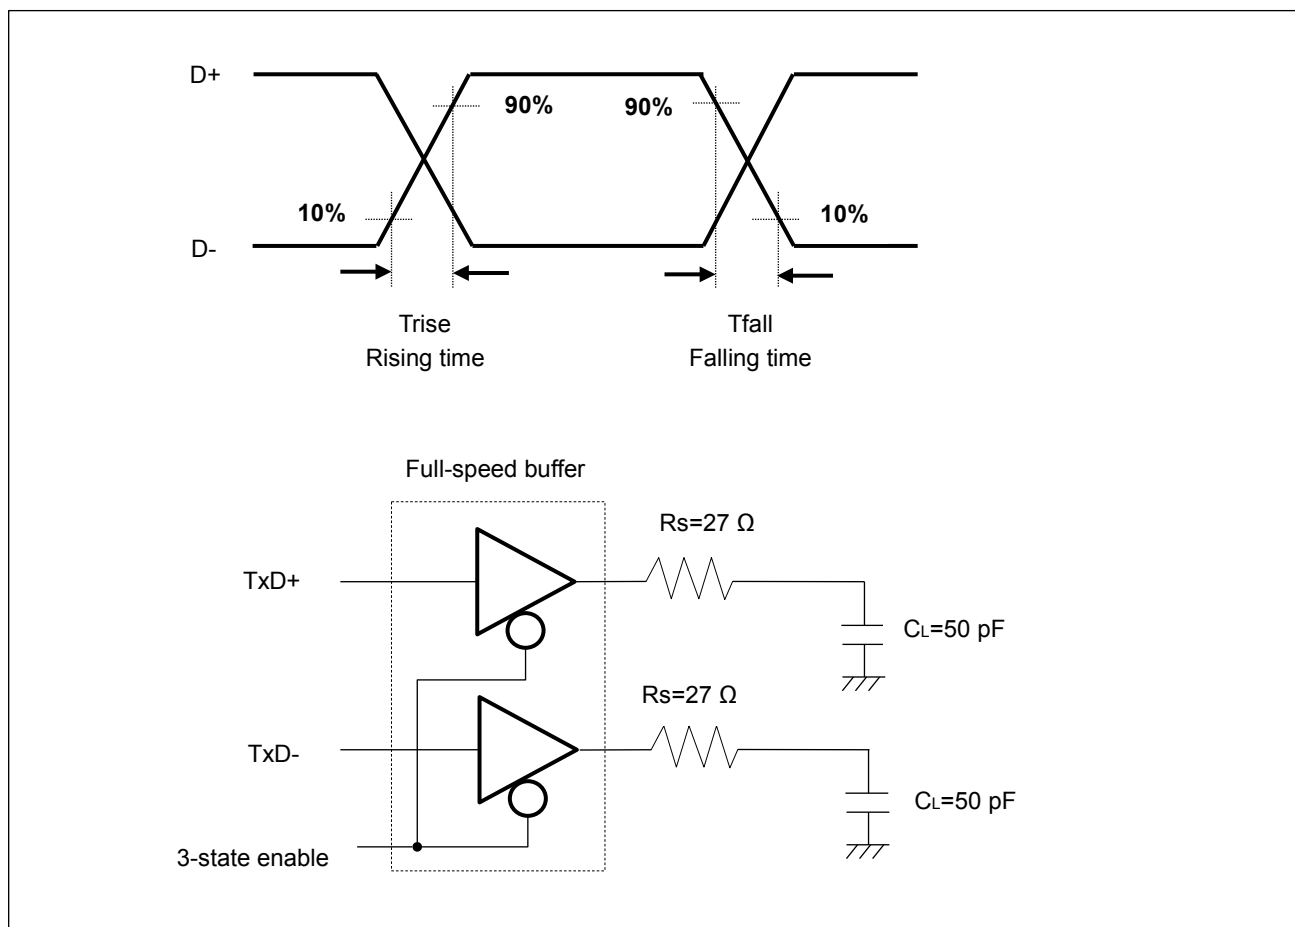 D+
90%
90%
10%
10%
D-
Trise
Tfall
Rising time
Falling time
Full-speed buffer
Rs=27 Ω
TxD+
CL=50 pF
Rs=27 Ω
TxD-
CL=50 pF
3-state enable